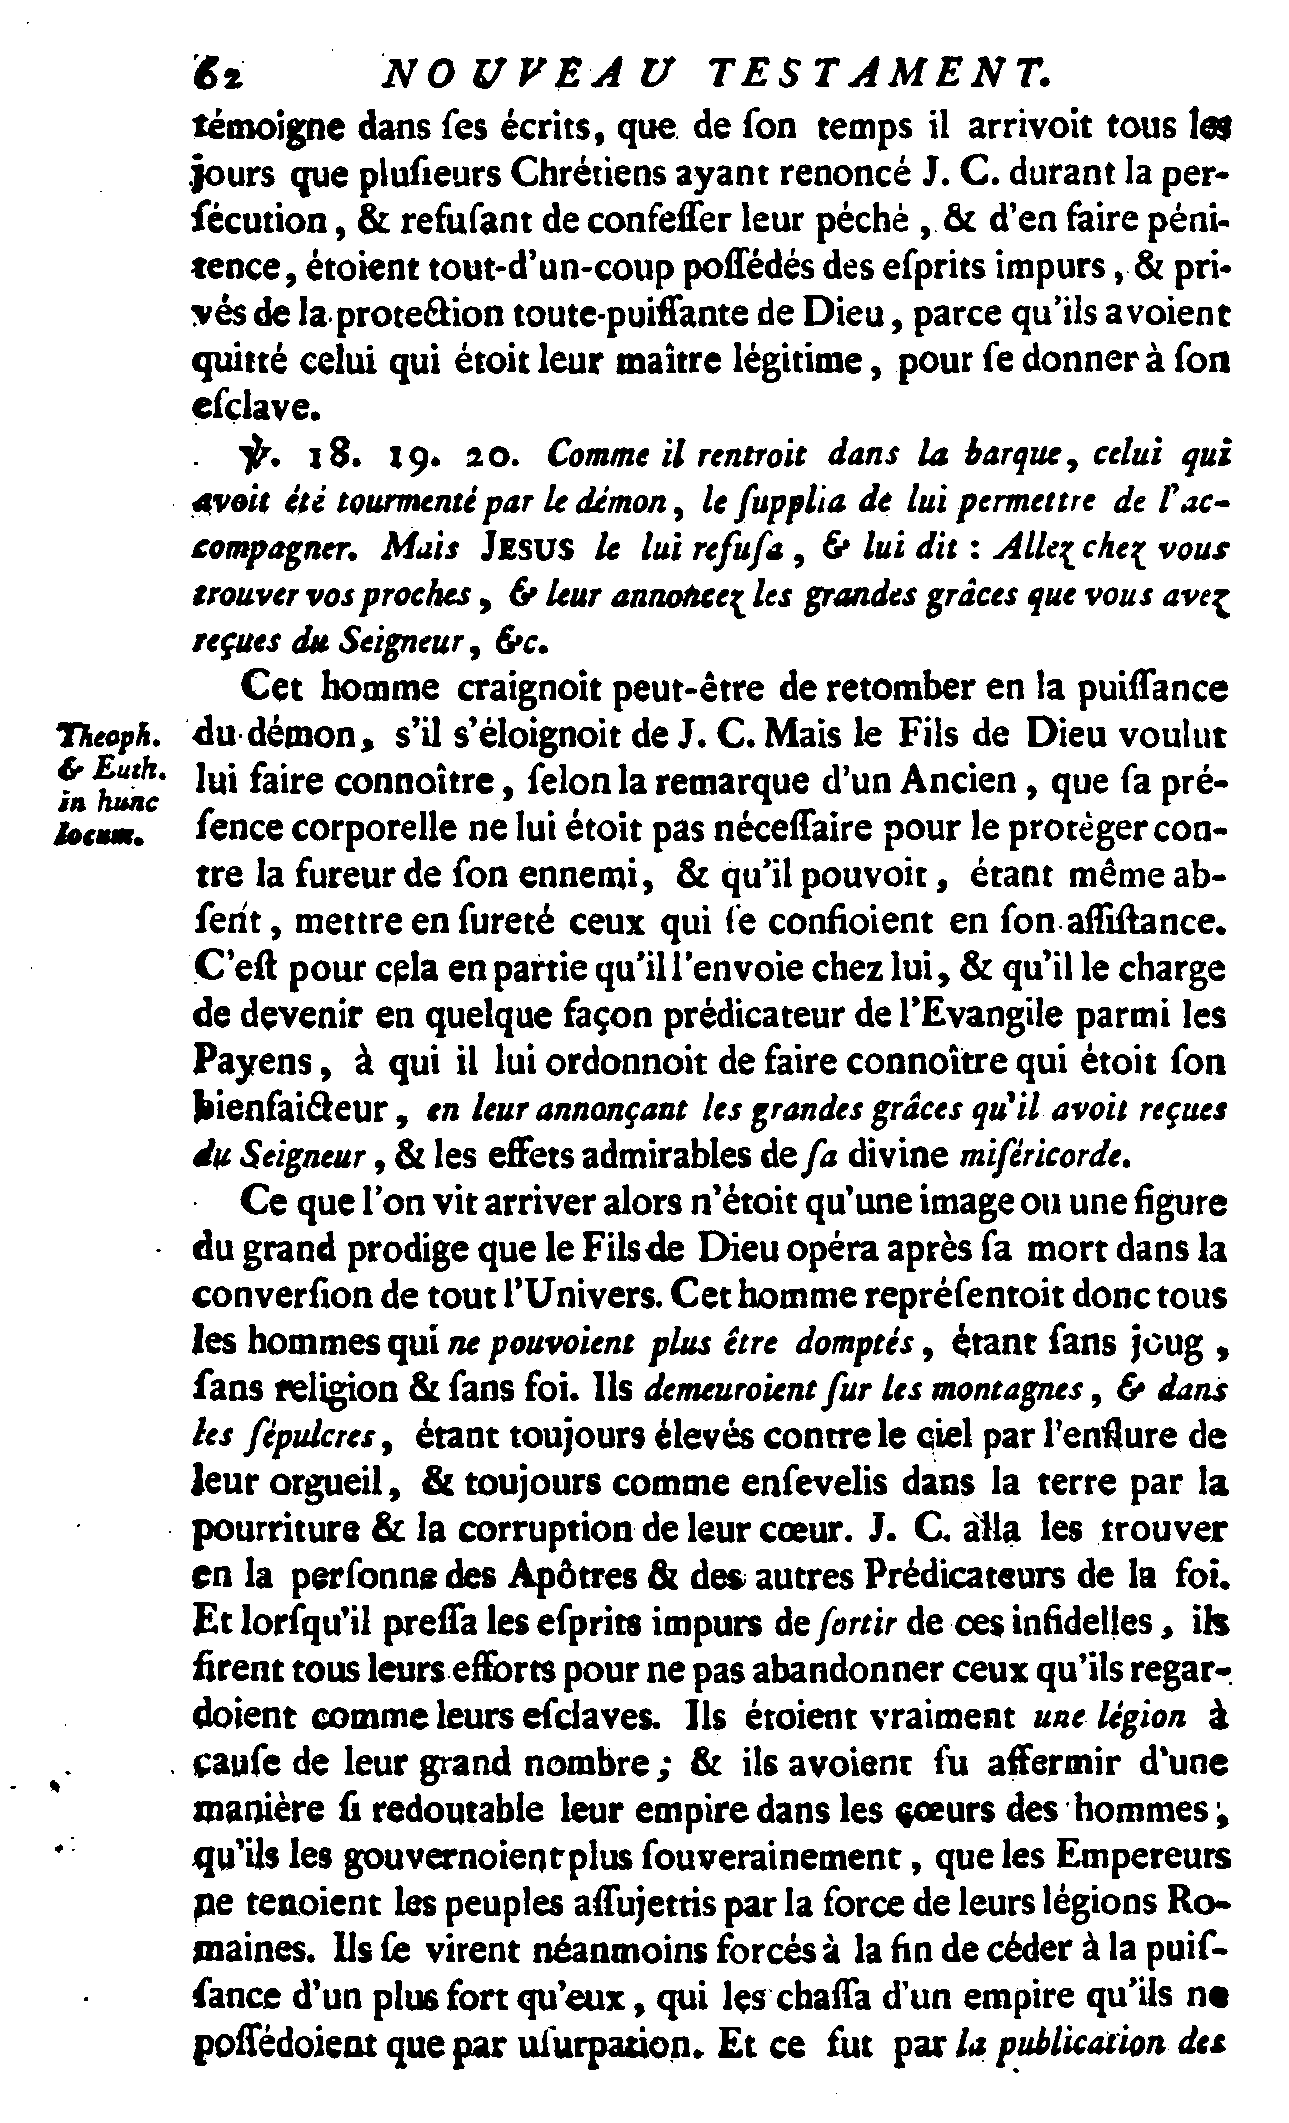 62 NOUVEAU TESTAMENT.
témoigne dans ſes écrits, que de ſon temps il arrivoit tous les
jours que pluſieurs Chrétiens ayant renoncé J. C. durant la per-
ſécution, & refuſant de confeſſer leur péché, & d'en faire péni-
tence, étoient tout-d'un-coup poſſédés des eſprits impurs, & pri-
vés de la protection toute-puiſſante de Dieu, parce qu'ils avoient
quitté celui qui étoit leur maître légitime, pour ſe donner à ſon
eſclave.
℣. 18. 19. 20. Comme il rentroit dans la barque, celui qui
avoit été tourmenté par le démon, le ſupplia de lui permettre de l'ac-
compagner. Mais JESUS le lui refuſa, & lui dit : Allez chez vous
trouver vos proches, & leur annoncez les grandes grâces que vous avez
reçues du Seigneur, &c.
Cet homme craignoit peut-être de retomber en la puiſſance
du démon, s'il s'éloignoit de J. C. Mais le Fils de Dieu voulut
lui faire connoître, ſelon la remarque d'un Ancien, que ſa pré-
ſence corporelle ne lui étoit pas néceſſaire pour le protèger con-
tre la fureur de ſon ennemi, & qu'il pouvoit, étant même ab-
ſent, mettre en ſureté ceux qui ſe confioient en ſon aſſiſtance.
C'eſt pour cela en partie qu'il l'envoie chez lui, & qu'il le charge
de devenir en quelque façon prédicateur de l'Evangile parmi les
Payens, à qui il lui ordonnoit de faire connoître qui étoit ſon
bienfaicteur, en leur annonçant les grandes grâces qu'il avoit reçues
du Seigneur, & les effets admirables de ſa divine miſéricorde.
Theoph.
& Euth.
in hunc
locum.
Ce que l'on vit arriver alors n'étoit qu'une image ou une figure
du grand prodige que le Fils de Dieu opéra après ſa mort dans la
converſion de tout l'Univers. Cet homme repréſentoit donc tous
les hommes qui ne pouvoient plus être domptés, étant ſans joug,
ſans religion & ſans foi. Ils demeuroient ſur les montagnes, & dans
les ſépulcres, étant toujours élevés contre le ciel par l'enflure de
leur orgueil, & toujours comme enſevelis dans la terre par la
pourriture & la corruption de leur cœur. J. C. alla les trouver
en la perſonne des Apôtres & des autres Prédicateurs de la foi.
Et lorſqu'il preſſa les eſprits impurs de ſortir de ces infidelles, ils
firent tous leurs efforts pour ne pas abandonner ceux qu'ils regar-
doient comme leurs eſclaves. Ils étoient vraiment une légion à
cauſe de leur grand nombre ; & ils avoient ſu affermir d'une
manière ſi redoutable leur empire dans les cœurs des hommes,
qu'ils les gouvernoient plus ſouverainement, que les Empereurs
ne tenoient les peuples aſſujettis par la force de leurs légions Ro-
maines. Ils ſe virent néanmoins forcés à la fin de céder à la puiſ-
ſance d'un plus fort qu'eux, qui les chaſſa d'un empire qu'ils ne
poſſédoient que par uſurpation. Et ce fut par la publication des